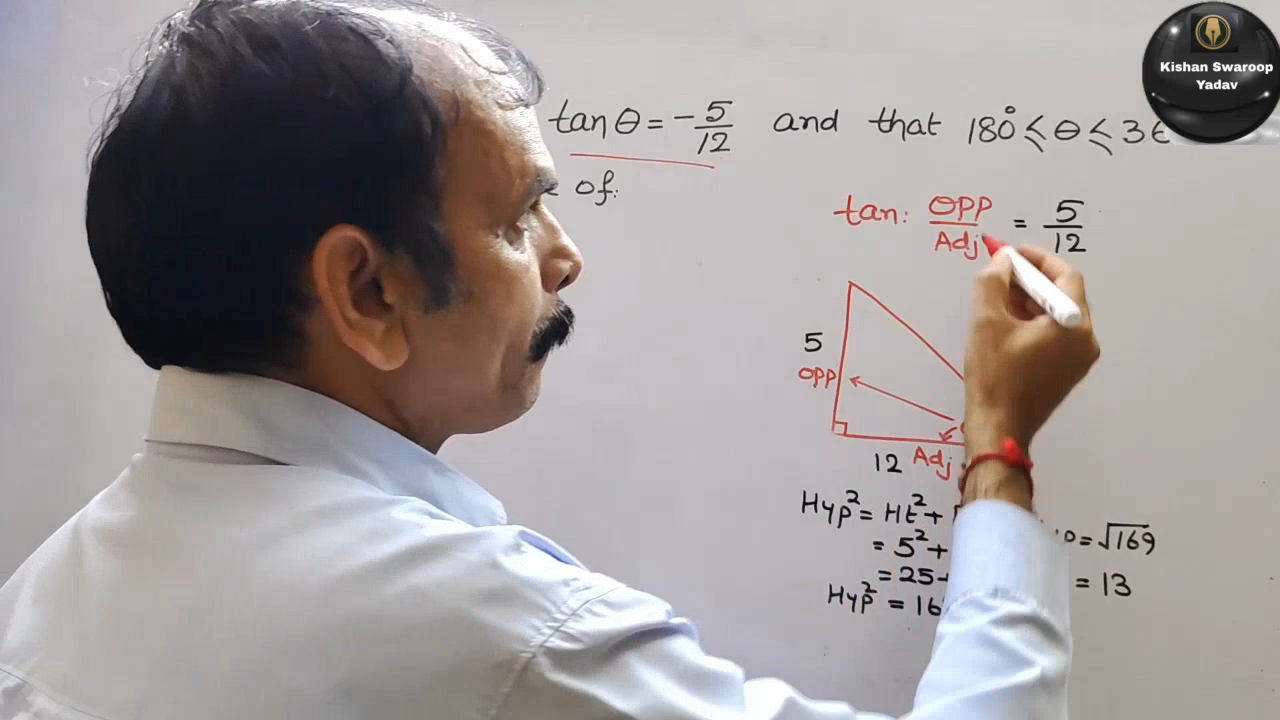 Kishan Swaroop
Yadav
tan θ = -5/12 and that 180° ≤ θ ≤ 3
of:
tan: OPP/Adj = 5/12
5
OPP
12 Adj
Hyp² = Ht² +
= 5² +
= √169
= 25
= 13
Hyp² = 16